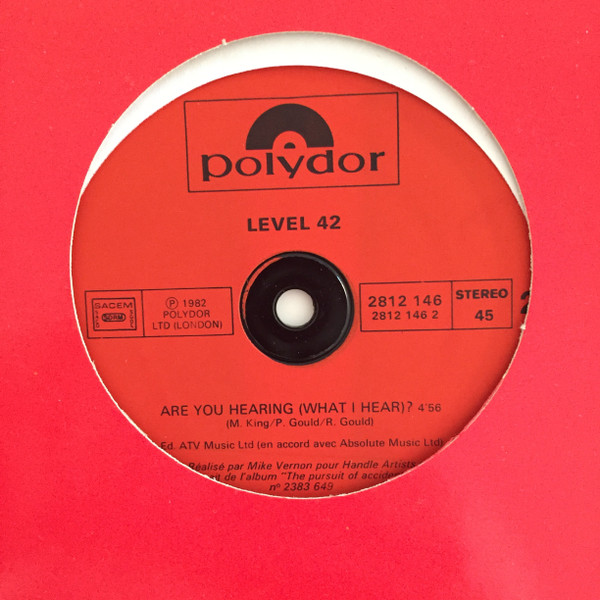 polydor
LEVEL 42
SACEM
SDRM
Ⓟ 1982
POLYDOR
LTD (LONDON)
2812 146
2812 146 2
STEREO
45
ARE YOU HEARING (WHAT I HEAR)? 4'56
(M. King/P. Gould/R. Gould)
Ed. ATV Music Ltd (en accord avec Absolute Music Ltd)
Réalisé par Mike Vernon pour Handle Artists
de l'album "The pursuit of
nº 2383 649